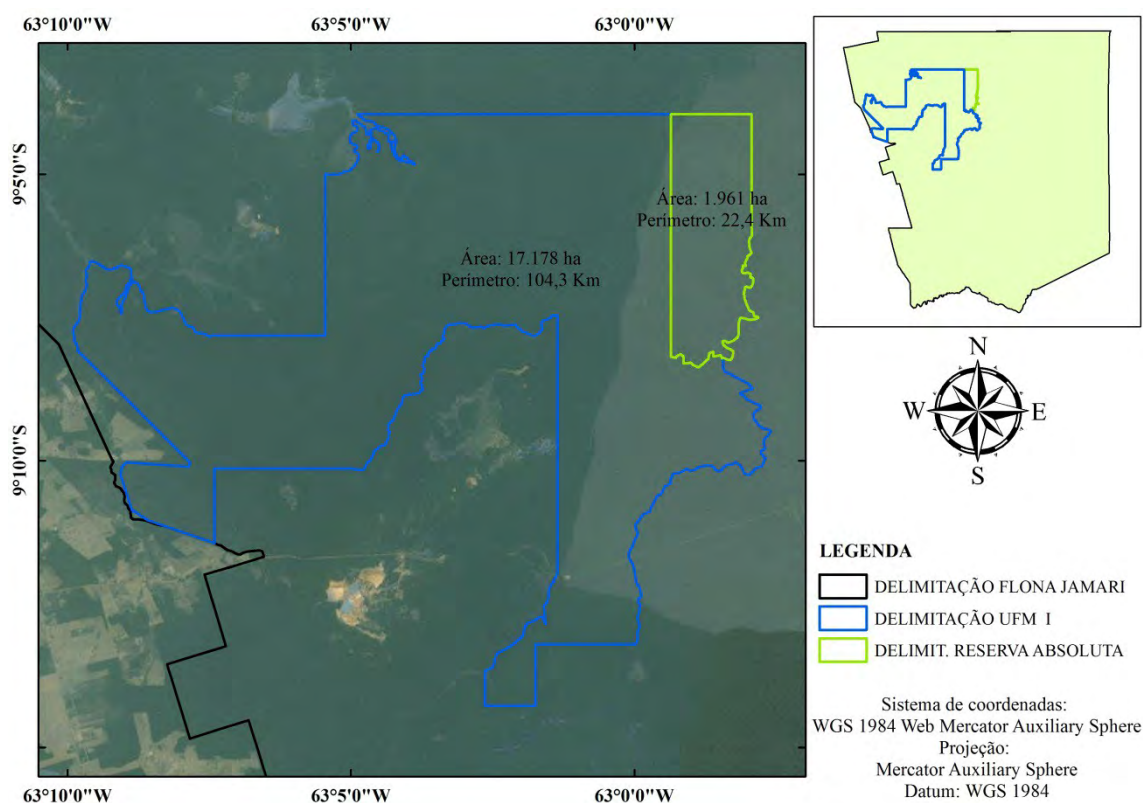 63°10'0"W
63°5'0"W
63°0'0"W
9°5'0"S
9°10'0"S
Área: 1.961 ha
Perímetro: 22,4 Km
Área: 17.178 ha
Perímetro: 104,3 Km
63°10'0"W
63°5'0"W
63°0'0"W
N
W
E
S
LEGENDA
DELIMITAÇÃO FLONA JAMARI
DELIMITAÇÃO UFM I
DELIMIT. RESERVA ABSOLUTA
Sistema de coordenadas:
WGS 1984 Web Mercator Auxiliary Sphere
Projeção:
Mercator Auxiliary Sphere
Datum: WGS 1984